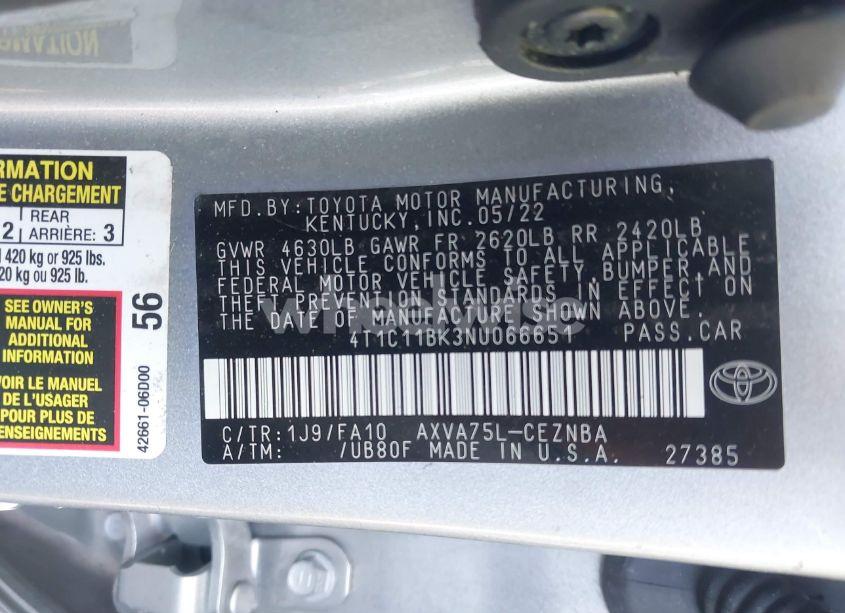 NOITAM
RMATION
E CHARGEMENT
2 REAR ARRIÈRE: 3
420 kg or 925 lbs.
20 kg ou 925 lb.
SEE OWNER'S
MANUAL FOR
ADDITIONAL
INFORMATION
VOIR LE MANUEL
DE L'USAGER
POUR PLUS DE
RENSEIGNEMENTS
56
42661-06D00
MFD.BY:TOYOTA MOTOR MANUFACTURING,
KENTUCKY,INC.05/22
GVWR 4630LB GAWR FR 2620LB RR 2420LB
THIS VEHICLE CONFORMS TO ALL APPLICABLE
FEDERAL MOTOR VEHICLE SAFETY,BUMPER,AND
THEFT PREVENTION STANDARDS IN EFFECT ON
THE DATE OF MANUFACTURE SHOWN ABOVE.
4T1C11BK3NU066651 PASS.CAR
C/TR:1J9/FA10 AXVA75L-CEZNBA
A/TM: /UB80F MADE IN U.S.A. 27385